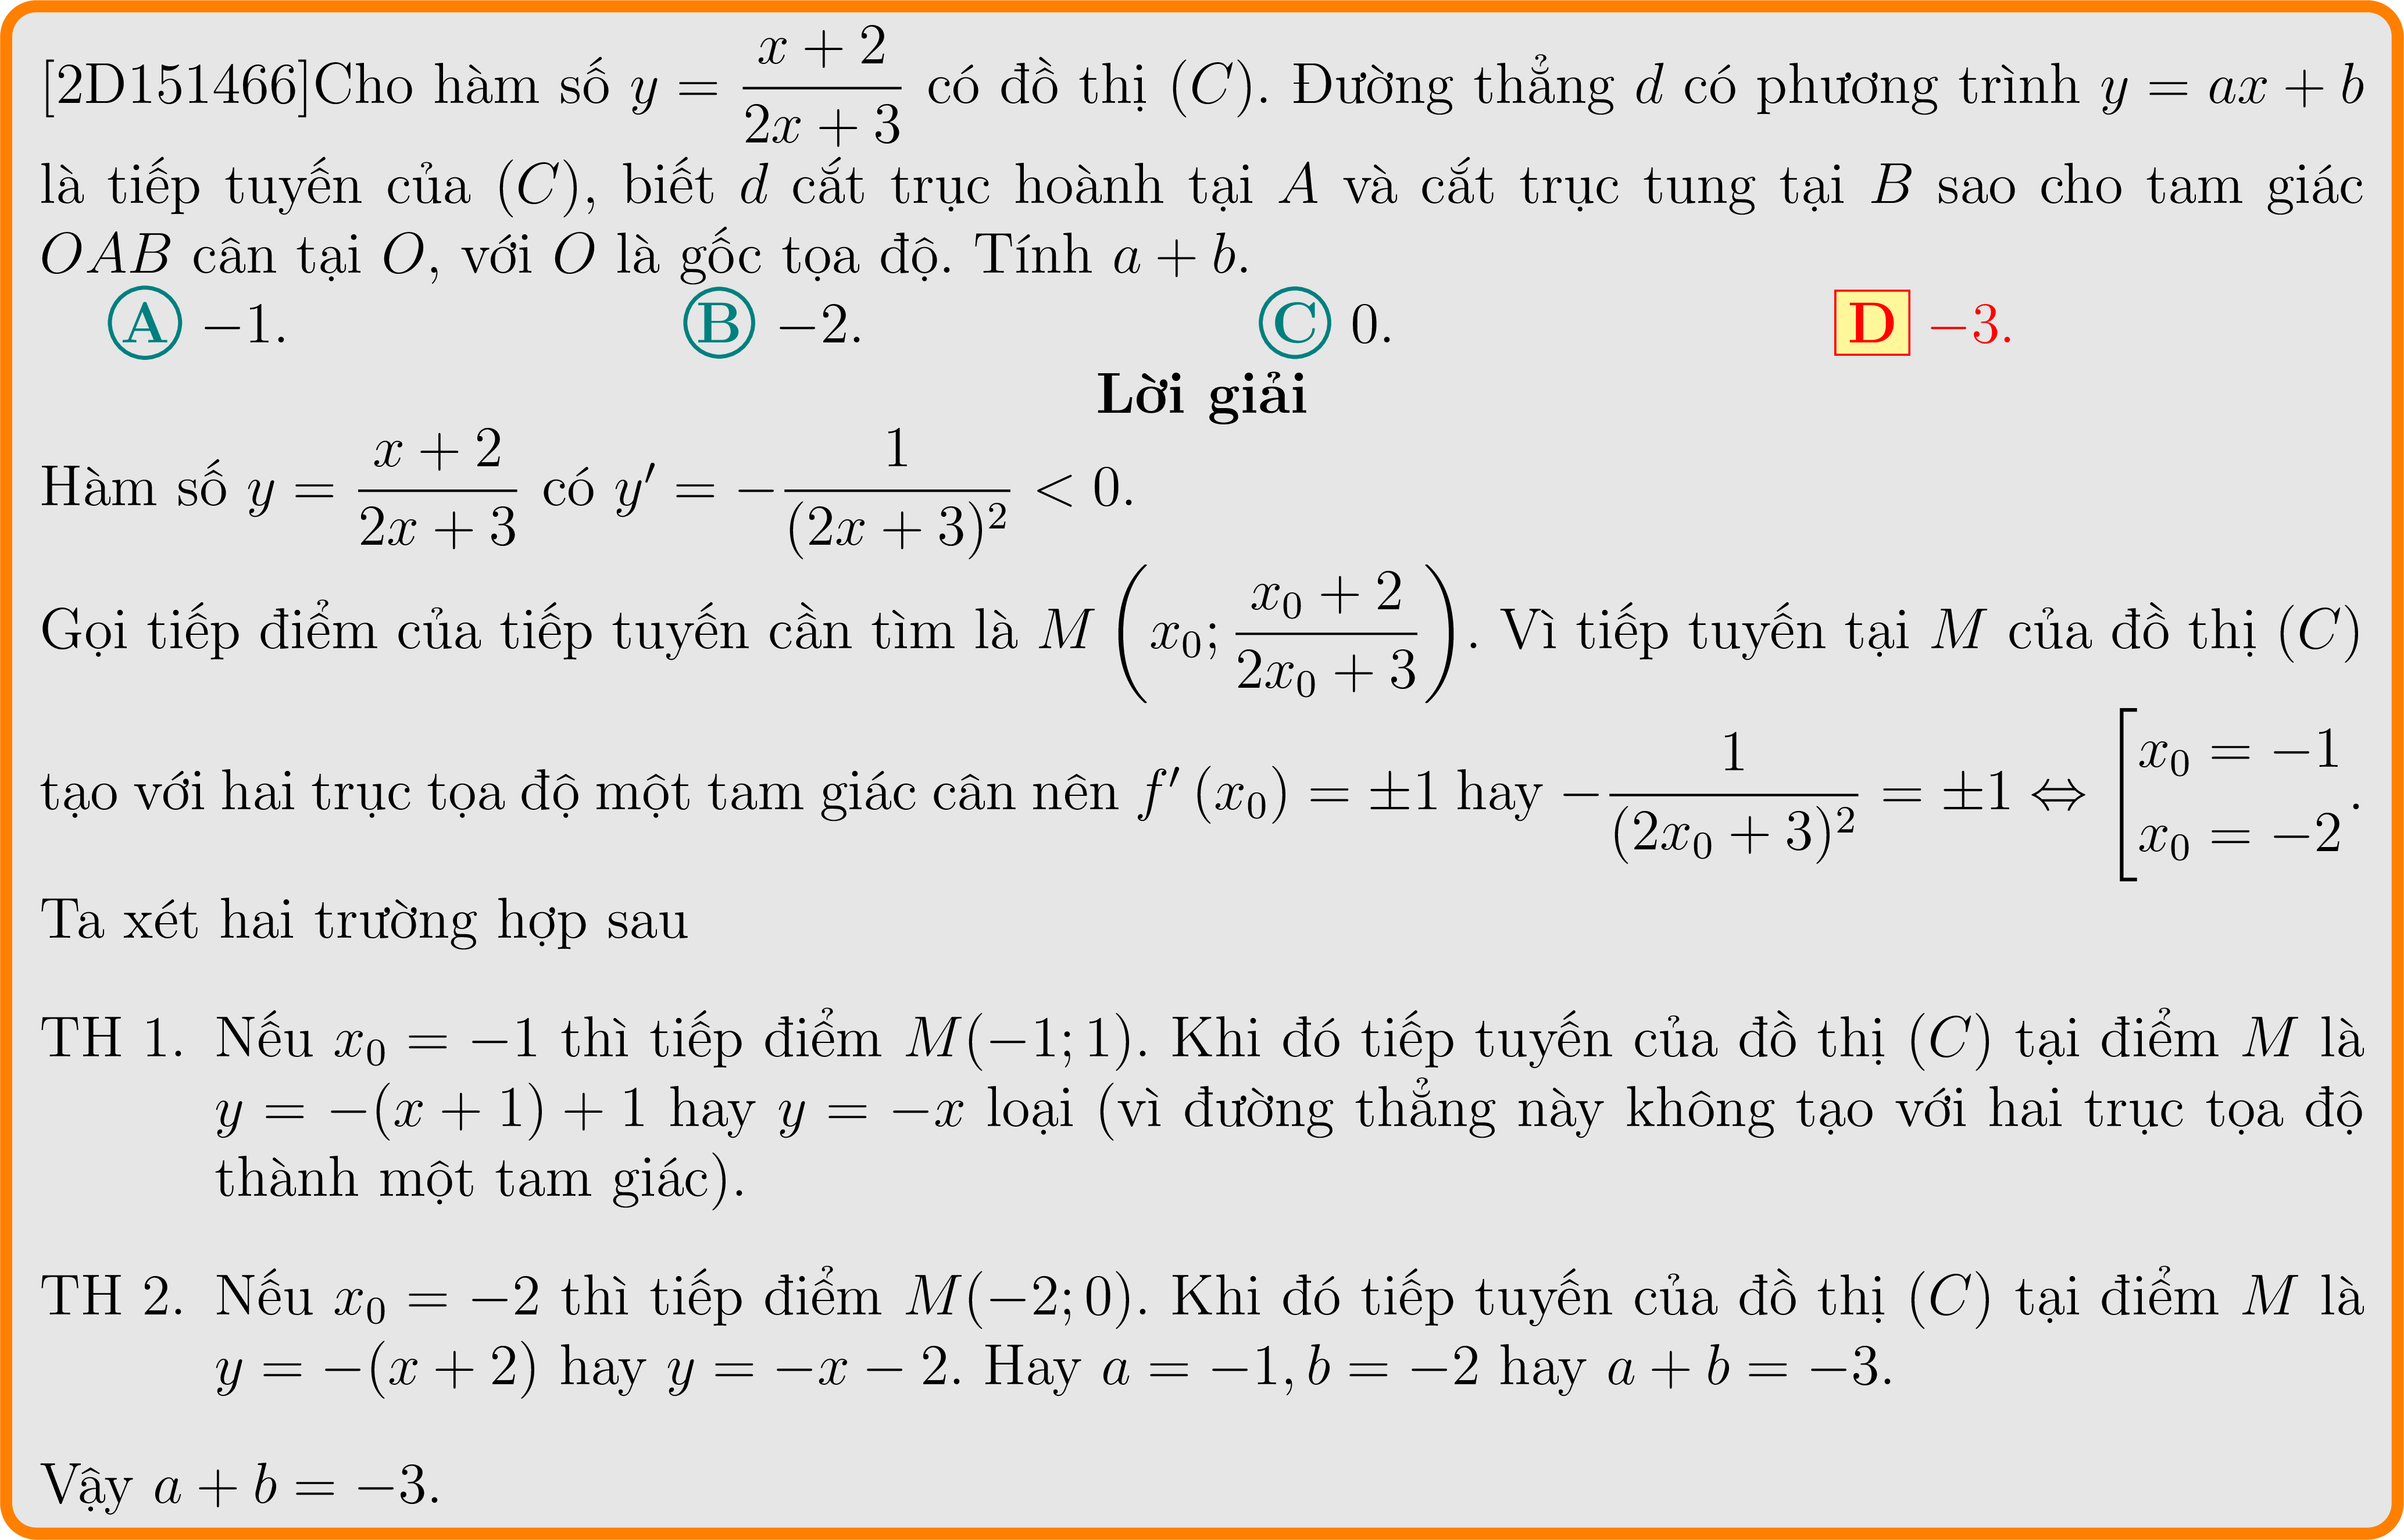 [2D151466]Cho hàm số $y = \dfrac{x+2}{2x+3}$ có đồ thị $(C)$. Đường thẳng $d$ có phương trình $y = ax + b$
là tiếp tuyến của $(C)$, biết $d$ cắt trục hoành tại $A$ và cắt trục tung tại $B$ sao cho tam giác
$OAB$ cân tại $O$, với $O$ là gốc tọa độ. Tính $a + b$.
Ⓐ $-1$. Ⓑ $-2$. Ⓒ $0$. D $-3$.
Lời giải
Hàm số $y = \dfrac{x+2}{2x+3}$ có $y' = -\dfrac{1}{(2x+3)^2} < 0$.
Gọi tiếp điểm của tiếp tuyến cần tìm là $M\left(x_0; \dfrac{x_0+2}{2x_0+3}\right)$. Vì tiếp tuyến tại $M$ của đồ thị $(C)$
tạo với hai trục tọa độ một tam giác cân nên $f'(x_0) = \pm 1$ hay $-\dfrac{1}{(2x_0+3)^2} = \pm 1 \Leftrightarrow \left[\begin{array}{l} x_0 = -1 \\ x_0 = -2 \end{array}\right.$.
Ta xét hai trường hợp sau
TH 1. Nếu $x_0 = -1$ thì tiếp điểm $M(-1; 1)$. Khi đó tiếp tuyến của đồ thị $(C)$ tại điểm $M$ là
$y = -(x + 1) + 1$ hay $y = -x$ loại (vì đường thẳng này không tạo với hai trục tọa độ
thành một tam giác).
TH 2. Nếu $x_0 = -2$ thì tiếp điểm $M(-2; 0)$. Khi đó tiếp tuyến của đồ thị $(C)$ tại điểm $M$ là
$y = -(x + 2)$ hay $y = -x - 2$. Hay $a = -1, b = -2$ hay $a + b = -3$.
Vậy $a + b = -3$.